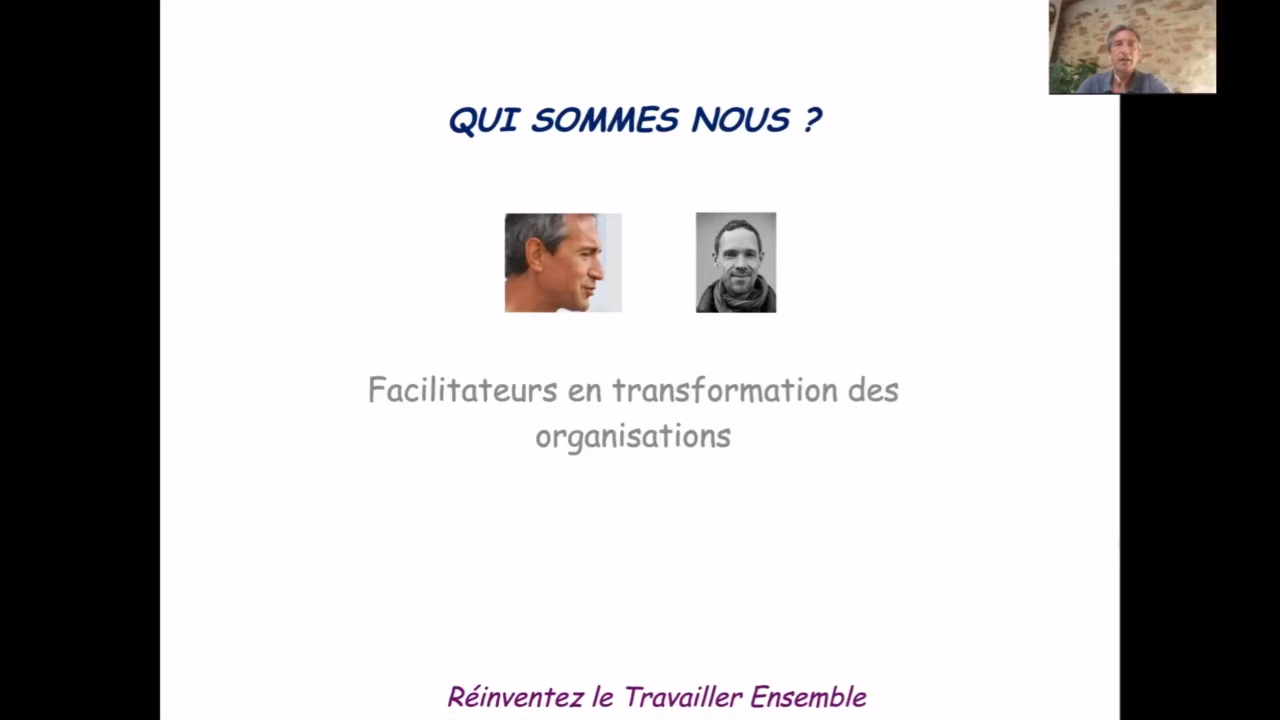 QUI SOMMES NOUS ?
Facilitateurs en transformation des
organisations
Réinventez le Travailler Ensemble